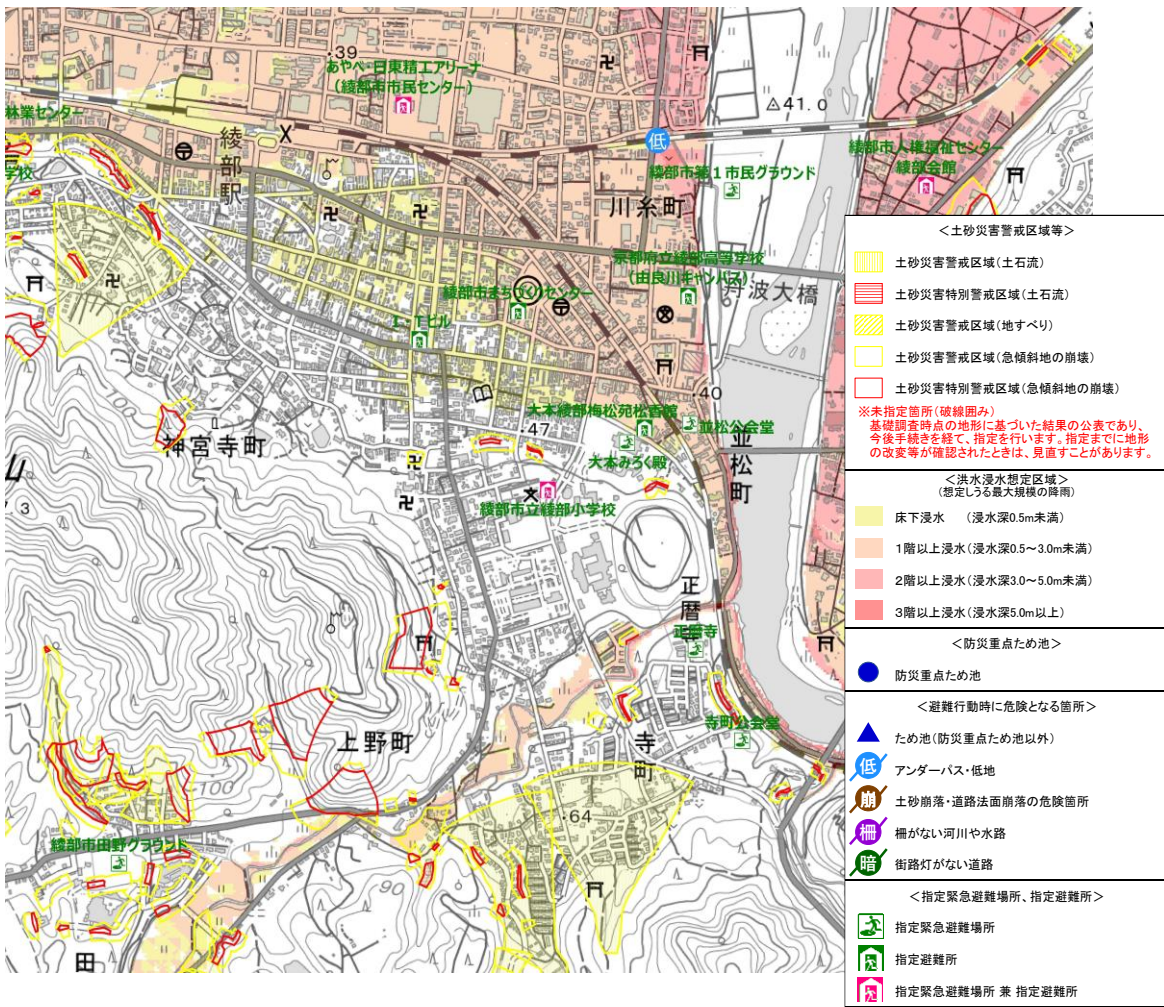 ・39
あやべ・日東精工アリーナ
（綾部市市民センター）
林業センター
綾部駅
学校
△41.0
低
綾部市人権福祉センター
綾部会館
綾部市第１市民グラウンド
川糸町
京都府立綾部高等学校
（由良川キャンパス）
綾部市まちづくりセンター
I・Tビル
大本綾部梅松苑松香館
・40
並松公会堂
並松町
・47
大本みろく殿
綾部市立綾部小学校
神宮寺町
山
3
正暦寺
寺町公会堂
寺町
上野町
100
・64
綾部市田野グラウンド
90
田
＜土砂災害警戒区域等＞
土砂災害警戒区域（土石流）
土砂災害特別警戒区域（土石流）
土砂災害警戒区域（地すべり）
土砂災害警戒区域（急傾斜地の崩壊）
土砂災害特別警戒区域（急傾斜地の崩壊）
※未指定箇所（破線囲み）
基礎調査時点の地形に基づいた結果の公表であり、
今後手続きを経て、指定を行います。指定までに地形
の改変等が確認されたときは、見直すことがあります。
＜洪水浸水想定区域＞
（想定しうる最大規模の降雨）
床下浸水　（浸水深0.5m未満）
1階以上浸水（浸水深0.5～3.0m未満）
2階以上浸水（浸水深3.0～5.0m未満）
3階以上浸水（浸水深5.0m以上）
＜防災重点ため池＞
防災重点ため池
＜避難行動時に危険となる箇所＞
ため池（防災重点ため池以外）
低 アンダーパス・低地
崩 土砂崩落・道路法面崩落の危険箇所
柵 柵がない河川や水路
暗 街路灯がない道路
＜指定緊急避難場所、指定避難所＞
指定緊急避難場所
指定避難所
指定緊急避難場所 兼 指定避難所